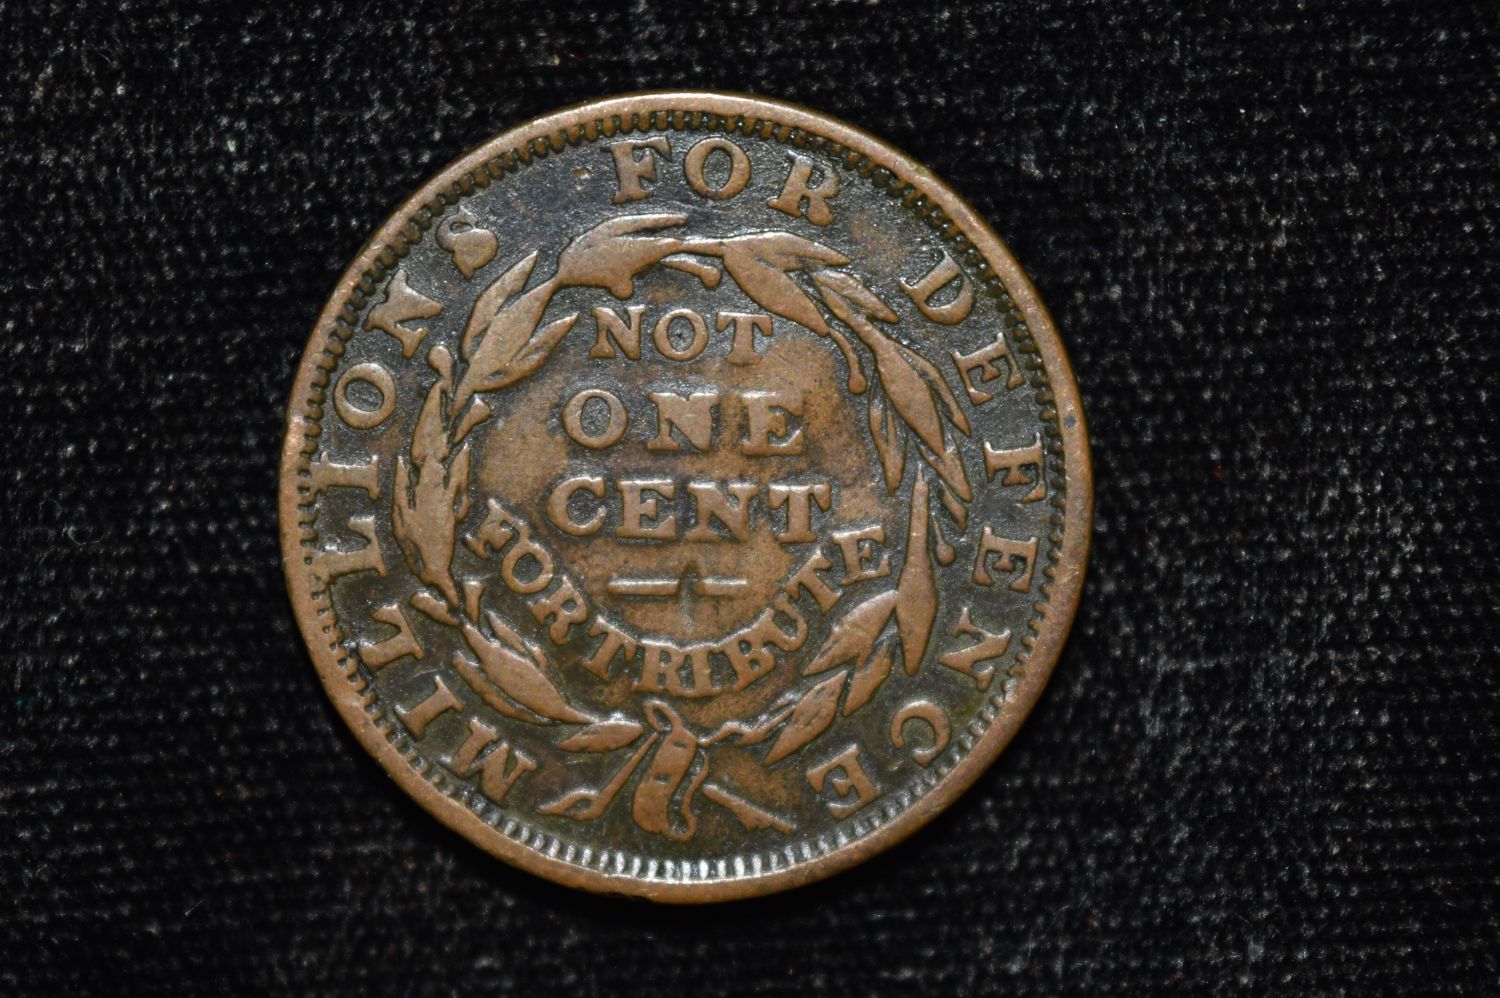 MILLIONS FOR DEFENCE
NOT
ONE
CENT
FOR TRIBUTE